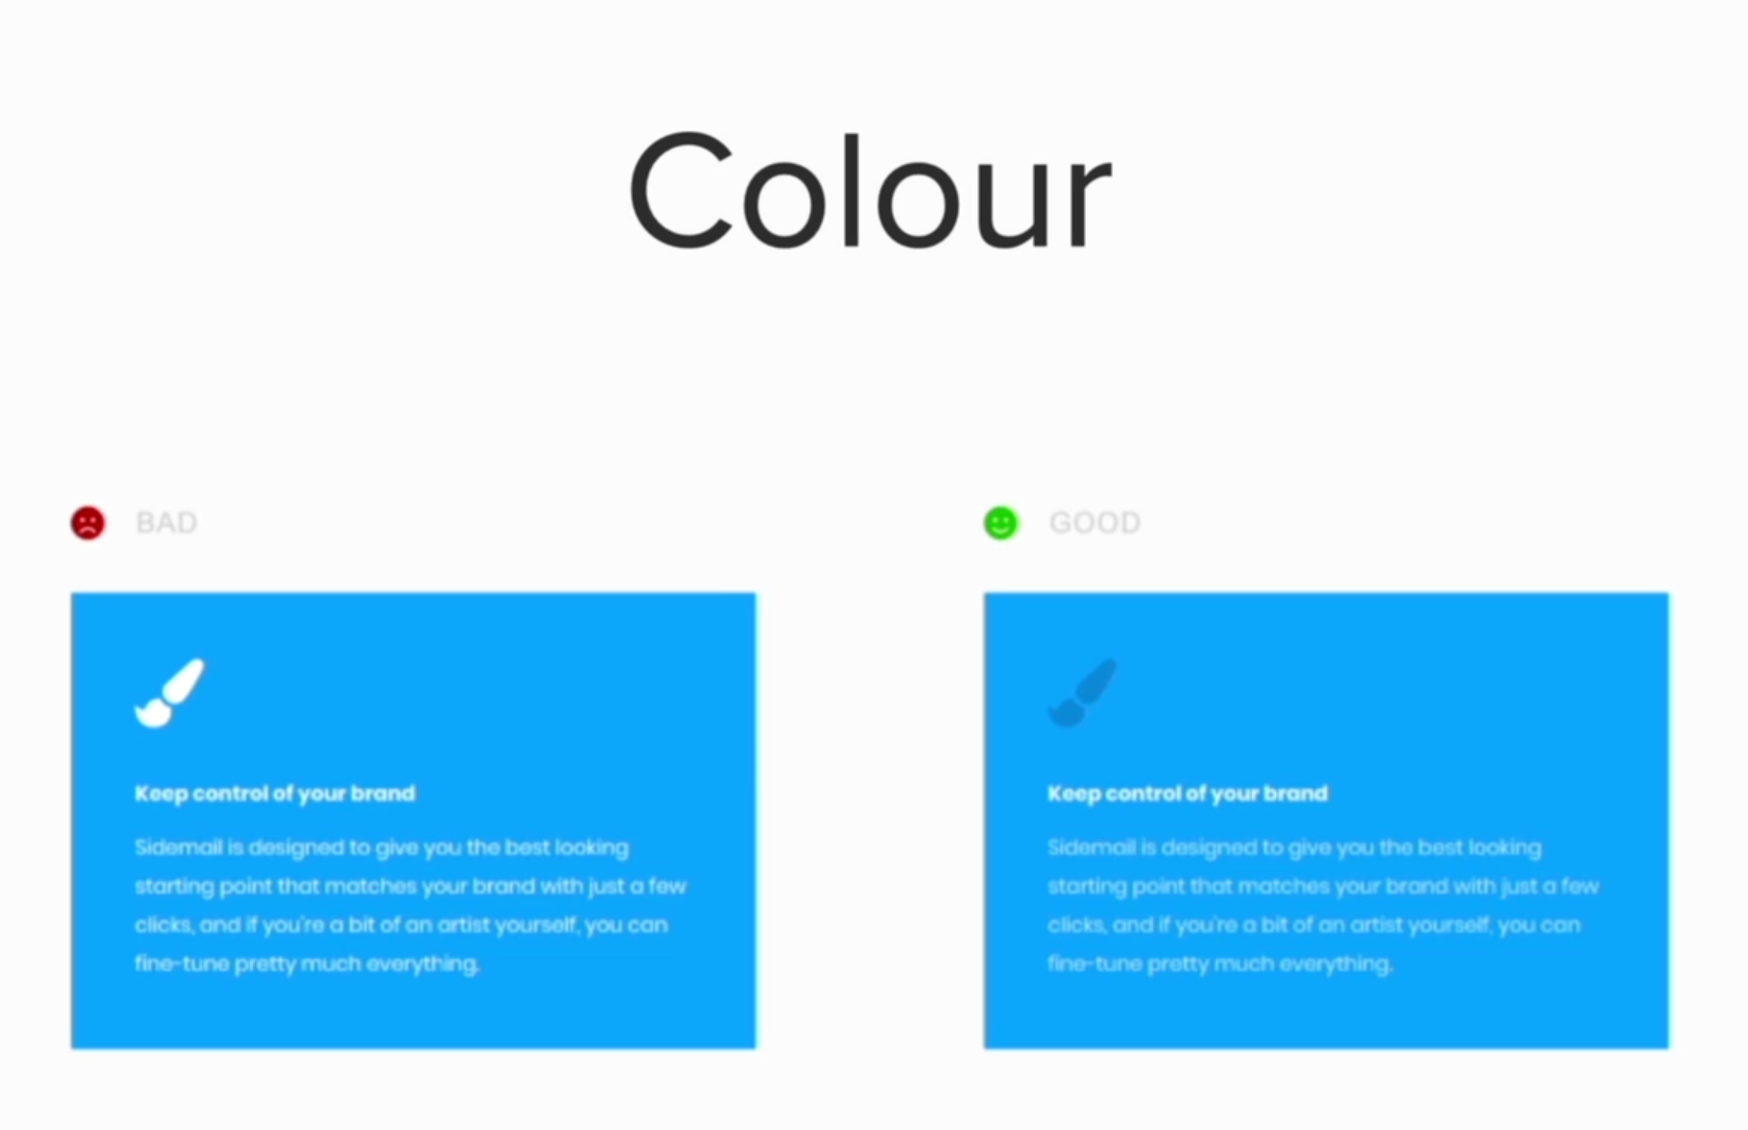 Colour
BAD
Keep control of your brand
Sidemail is designed to give you the best looking
starting point that matches your brand with just a few
clicks, and if you're a bit of an artist yourself, you can
fine-tune pretty much everything.
GOOD
Keep control of your brand
Sidemail is designed to give you the best looking
starting point that matches your brand with just a few
clicks, and if you're a bit of an artist yourself, you can
fine-tune pretty much everything.